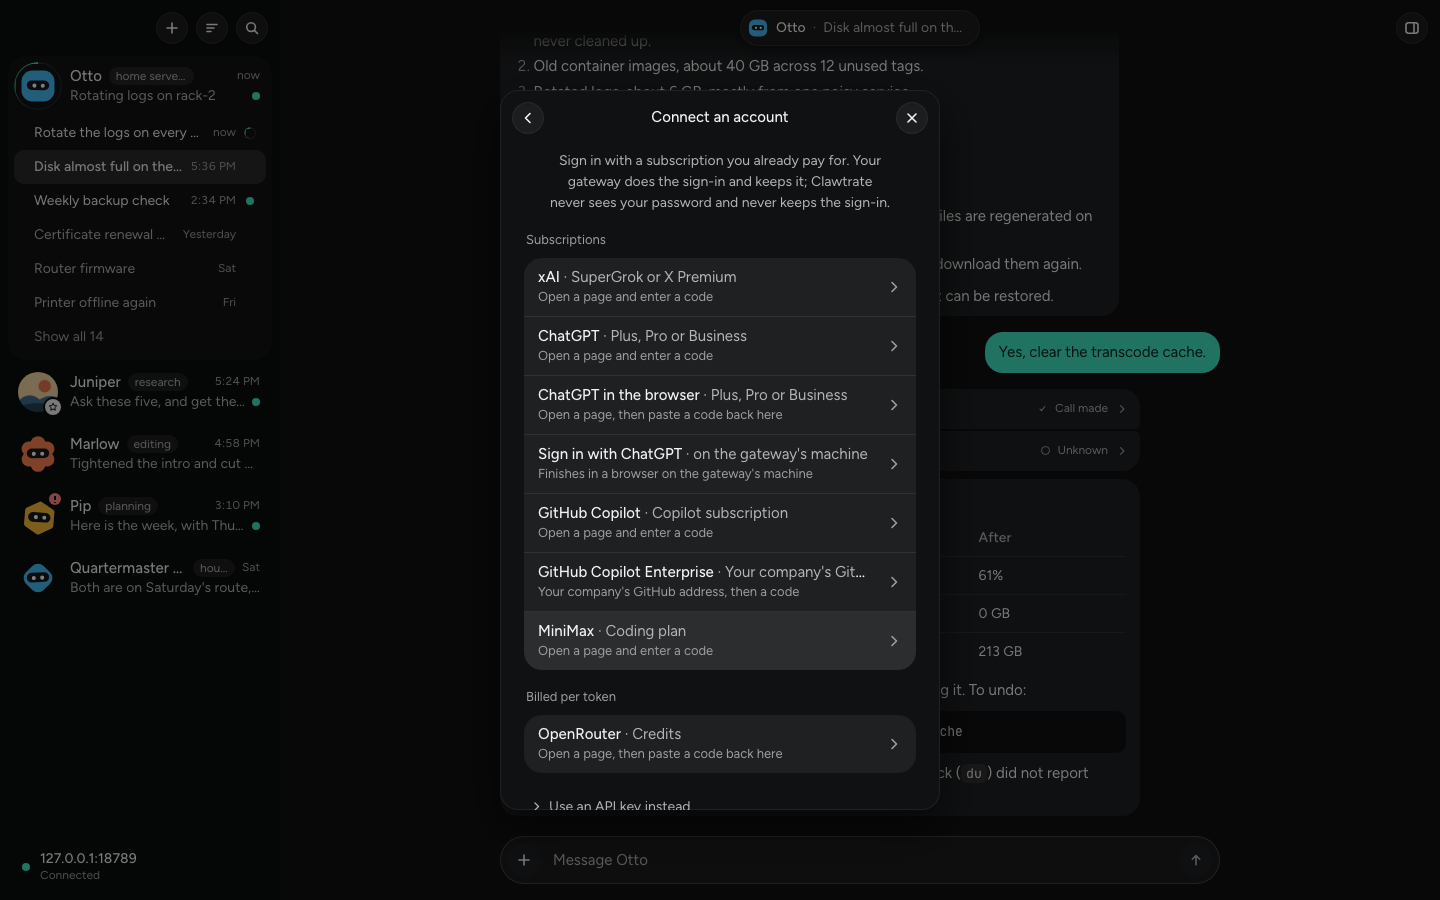 Otto · Disk almost full on th...
Otto home serve... now
Rotating logs on rack-2
Rotate the logs on every ... now
Disk almost full on the... 5:36 PM
Weekly backup check 2:34 PM
Certificate renewal ... Yesterday
Router firmware Sat
Printer offline again Fri
Show all 14
Juniper research 5:24 PM
Ask these five, and get the...
Marlow editing 4:58 PM
Tightened the intro and cut ...
Pip planning 3:10 PM
Here is the week, with Thu...
Quartermaster ... hou... Sat
Both are on Saturday's route,...
127.0.0.1:18789
Connected
never cleaned up.
2. Old container images, about 40 GB across 12 unused tags.
Connect an account
Sign in with a subscription you already pay for. Your
gateway does the sign-in and keeps it; Clawtrate
never sees your password and never keeps the sign-in.
Subscriptions
xAI · SuperGrok or X Premium
Open a page and enter a code
ChatGPT · Plus, Pro or Business
Open a page and enter a code
ChatGPT in the browser · Plus, Pro or Business
Open a page, then paste a code back here
Sign in with ChatGPT · on the gateway's machine
Finishes in a browser on the gateway's machine
GitHub Copilot · Copilot subscription
Open a page and enter a code
GitHub Copilot Enterprise · Your company's Git...
Your company's GitHub address, then a code
MiniMax · Coding plan
Open a page and enter a code
Billed per token
OpenRouter · Credits
Open a page, then paste a code back here
Use an API key instead
iles are regenerated on
download them again.
can be restored.
Yes, clear the transcode cache.
Call made
Unknown
After
61%
0 GB
213 GB
g it. To undo:
che
ck ( du ) did not report
Message Otto